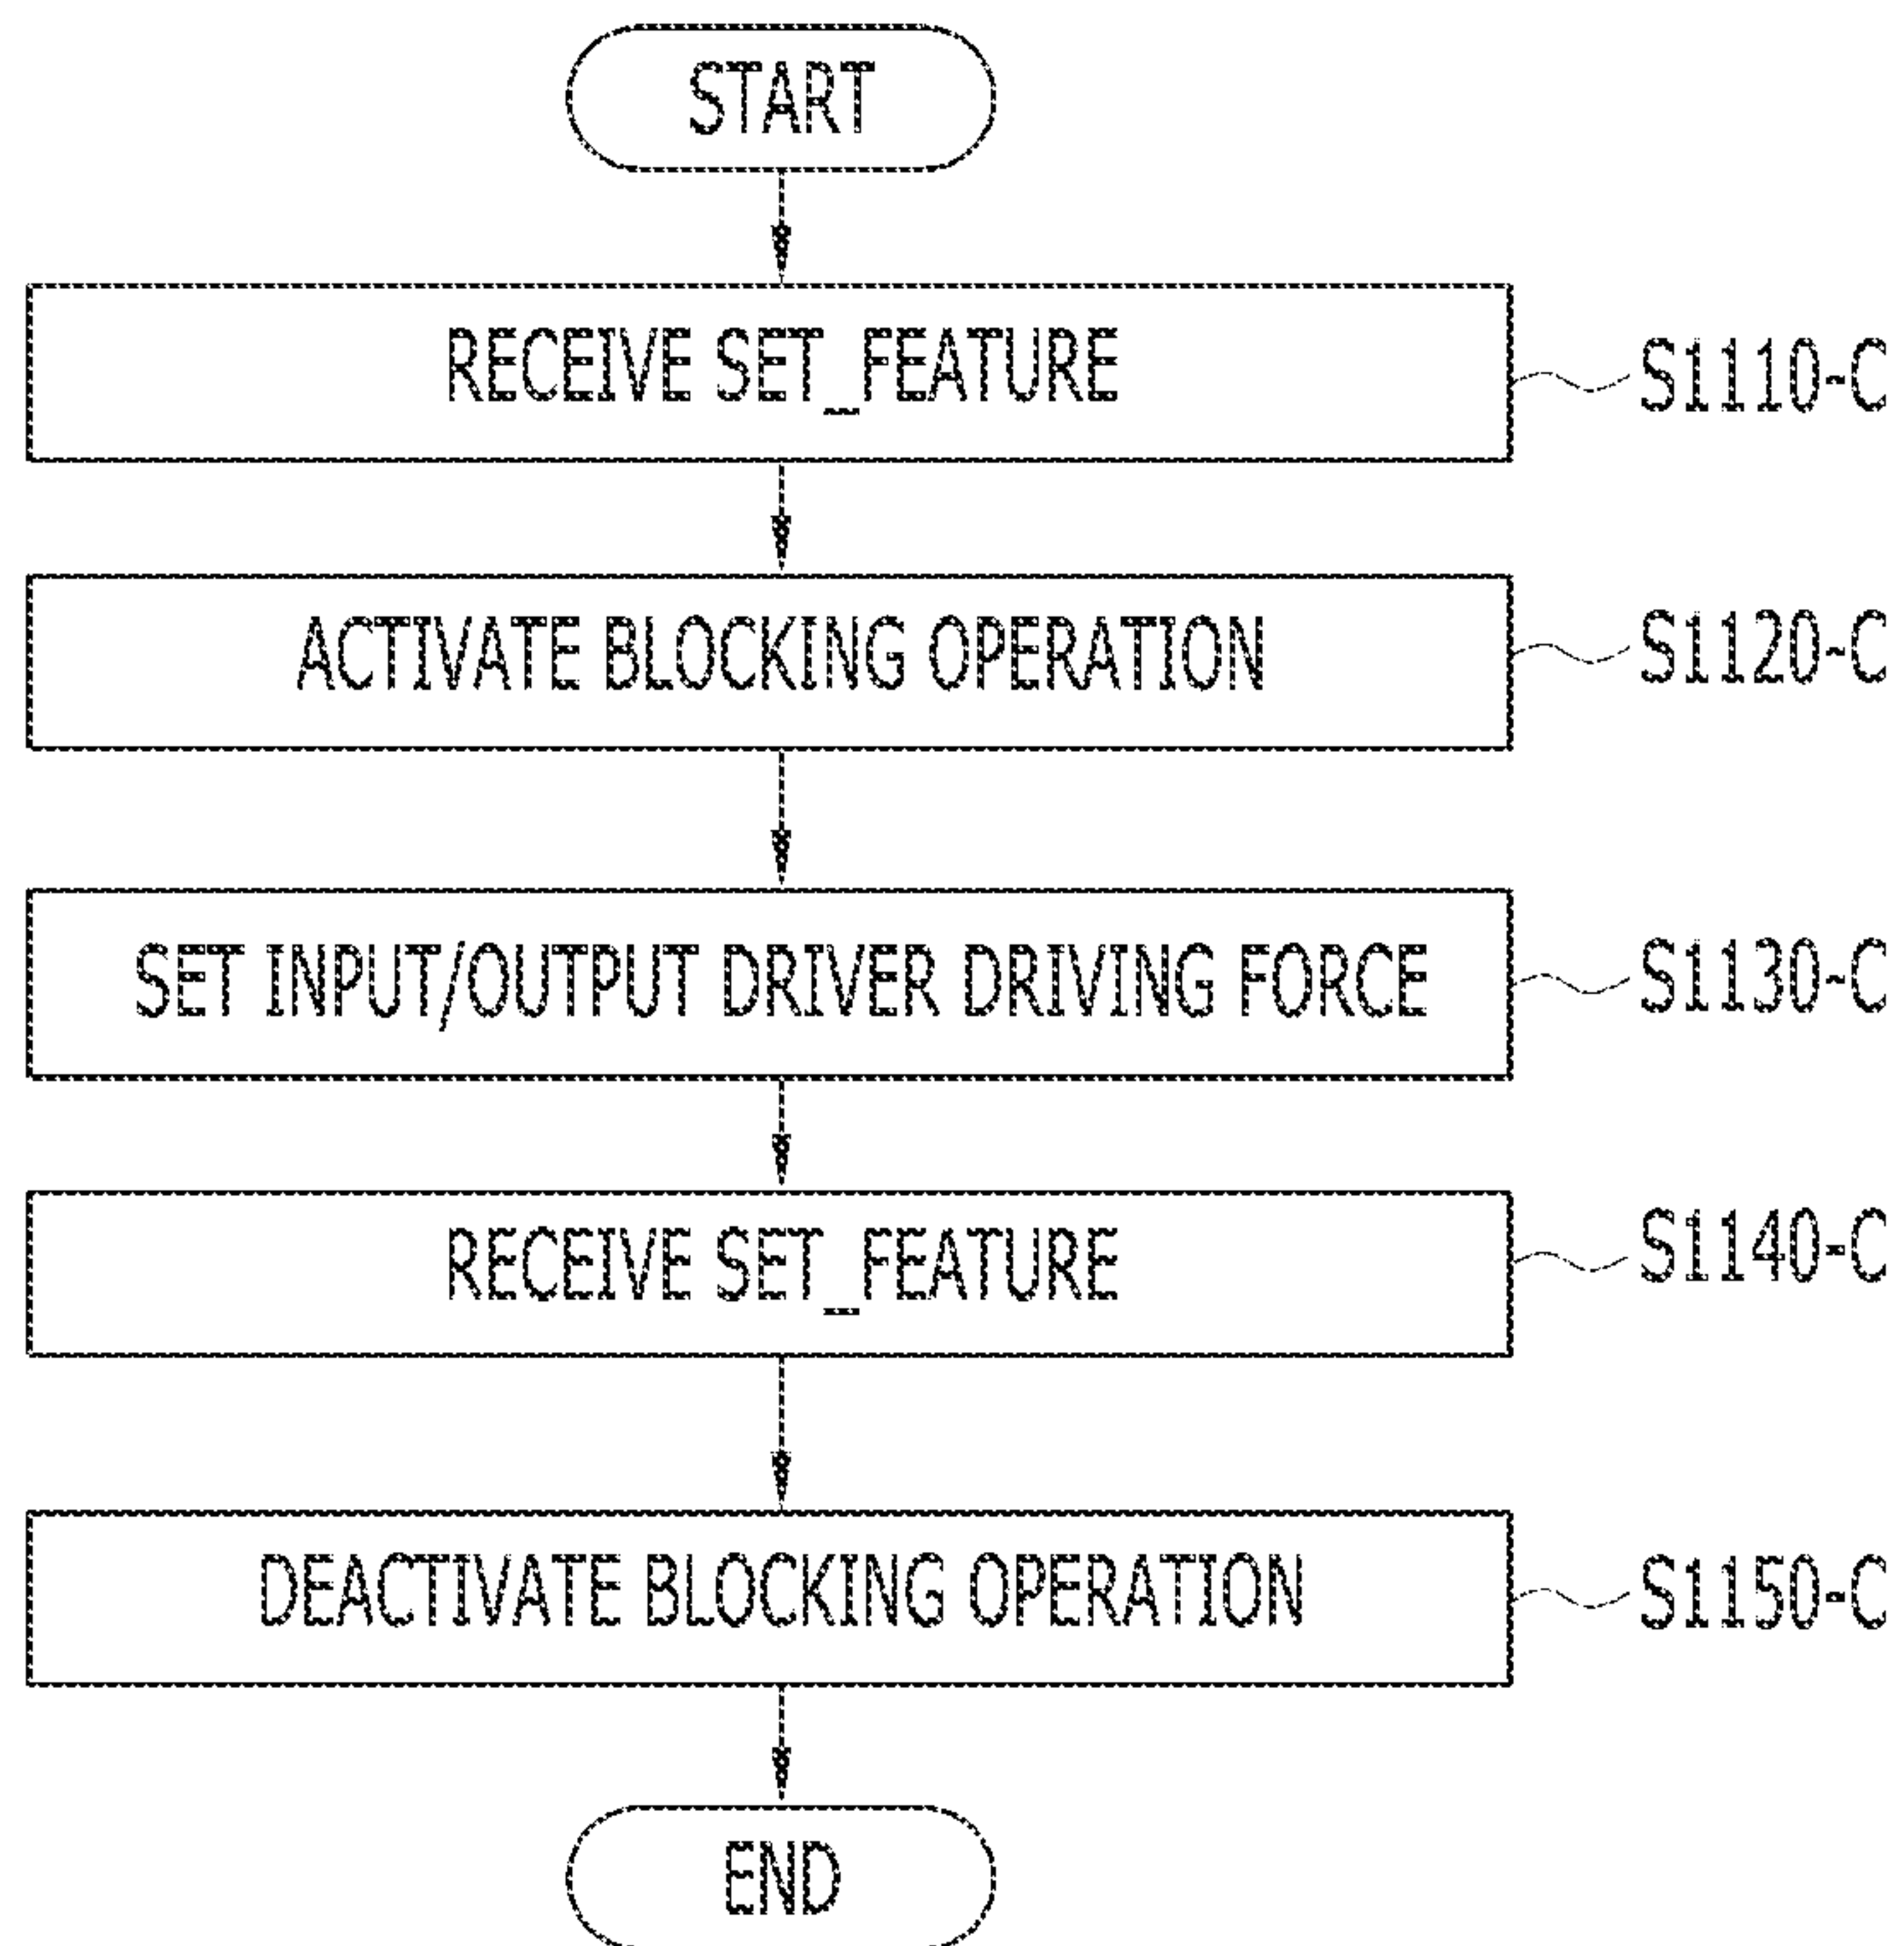 START
RECEIVE SET_FEATURE
S1110-C
ACTIVATE BLOCKING OPERATION
S1120-C
SET INPUT/OUTPUT DRIVER DRIVING FORCE
S1130-C
RECEIVE SET_FEATURE
S1140-C
DEACTIVATE BLOCKING OPERATION
S1150-C
END